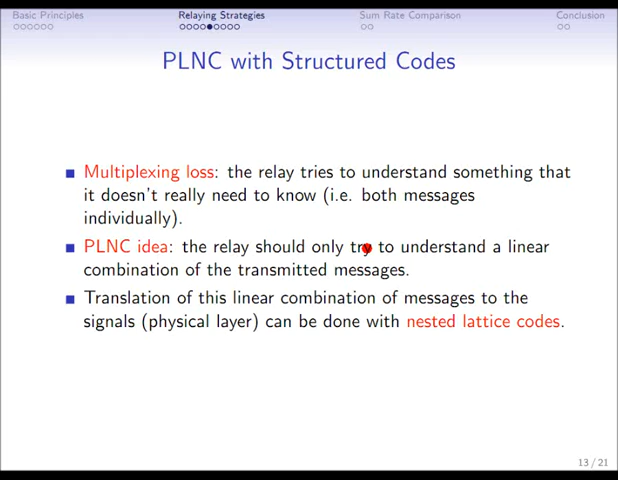 Basic Principles Relaying Strategies Sum Rate Comparison Conclusion
PLNC with Structured Codes
Multiplexing loss: the relay tries to understand something that
it doesn't really need to know (i.e. both messages
individually).
PLNC idea: the relay should only try to understand a linear
combination of the transmitted messages.
Translation of this linear combination of messages to the
signals (physical layer) can be done with nested lattice codes.
13 / 21